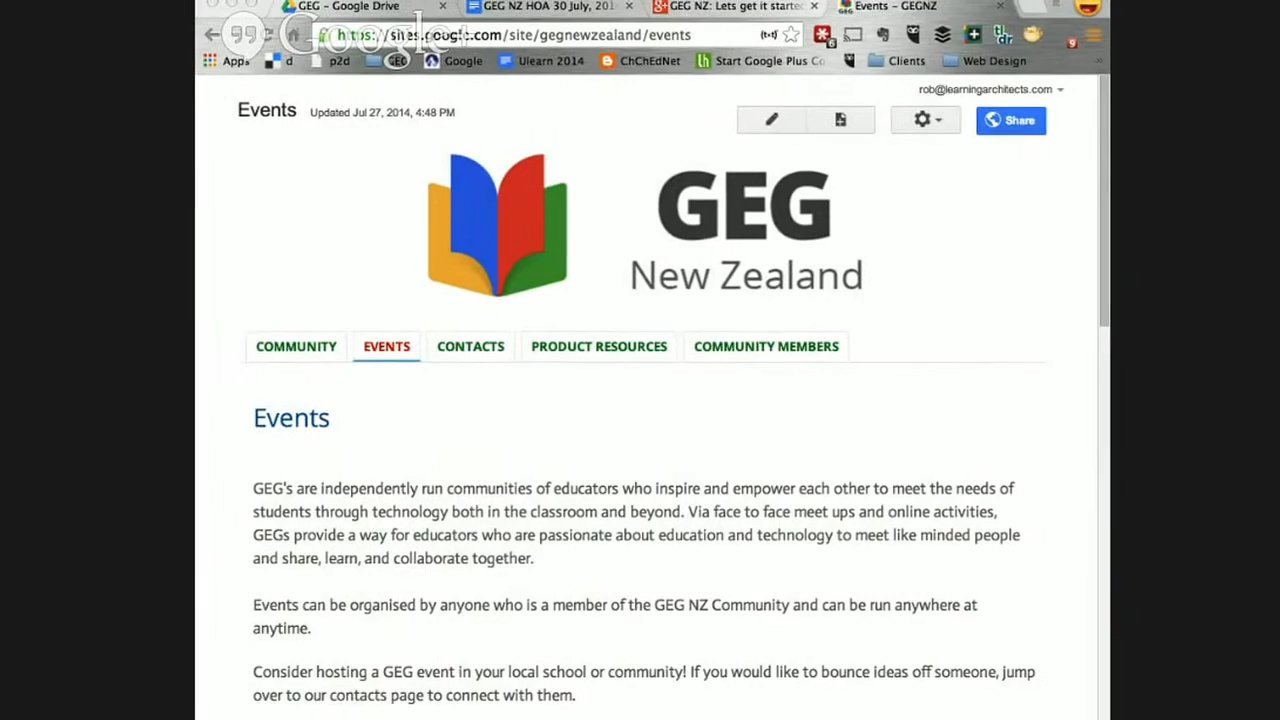 GEG - Google Drive
GEG NZ HOA 30 July, 201
GEG NZ: Lets get it starte
Events - GEGNZ
Google+
https://sites.google.com/site/gegnewzealand/events
6
9
Apps
d
p2d
GEG
Google
Ulearn 2014
ChChEdNet
Start Google Plus Co
Clients
Web Design
rob@learningarchitects.com
Events
Updated Jul 27, 2014, 4:48 PM
Share
GEG
New Zealand
COMMUNITY
EVENTS
CONTACTS
PRODUCT RESOURCES
COMMUNITY MEMBERS
Events
GEG's are independently run communities of educators who inspire and empower each other to meet the needs of
students through technology both in the classroom and beyond. Via face to face meet ups and online activities,
GEGs provide a way for educators who are passionate about education and technology to meet like minded people
and share, learn, and collaborate together.
Events can be organised by anyone who is a member of the GEG NZ Community and can be run anywhere at
anytime.
Consider hosting a GEG event in your local school or community! If you would like to bounce ideas off someone, jump
over to our contacts page to connect with them.